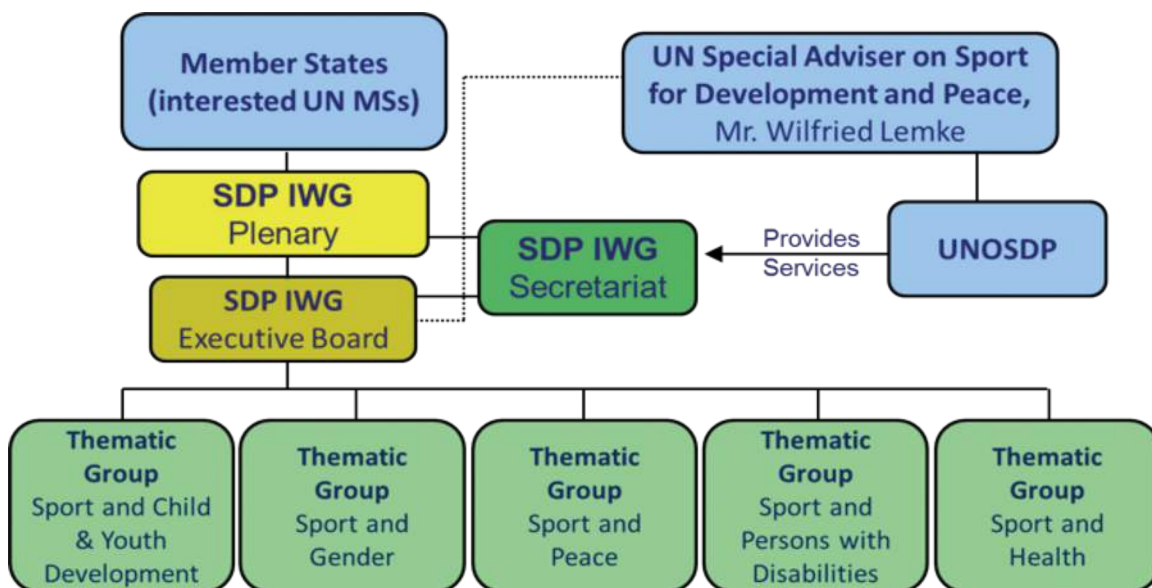 Member States
(interested UN MSs)
UN Special Adviser on Sport
for Development and Peace,
Mr. Wilfried Lemke
SDP IWG
Plenary
SDP IWG
Secretariat
Provides
Services
UNOSDP
SDP IWG
Executive Board
Thematic
Group
Sport and Child
& Youth
Development
Thematic
Group
Sport and
Gender
Thematic
Group
Sport and
Peace
Thematic
Group
Sport and
Persons with
Disabilities
Thematic
Group
Sport and
Health